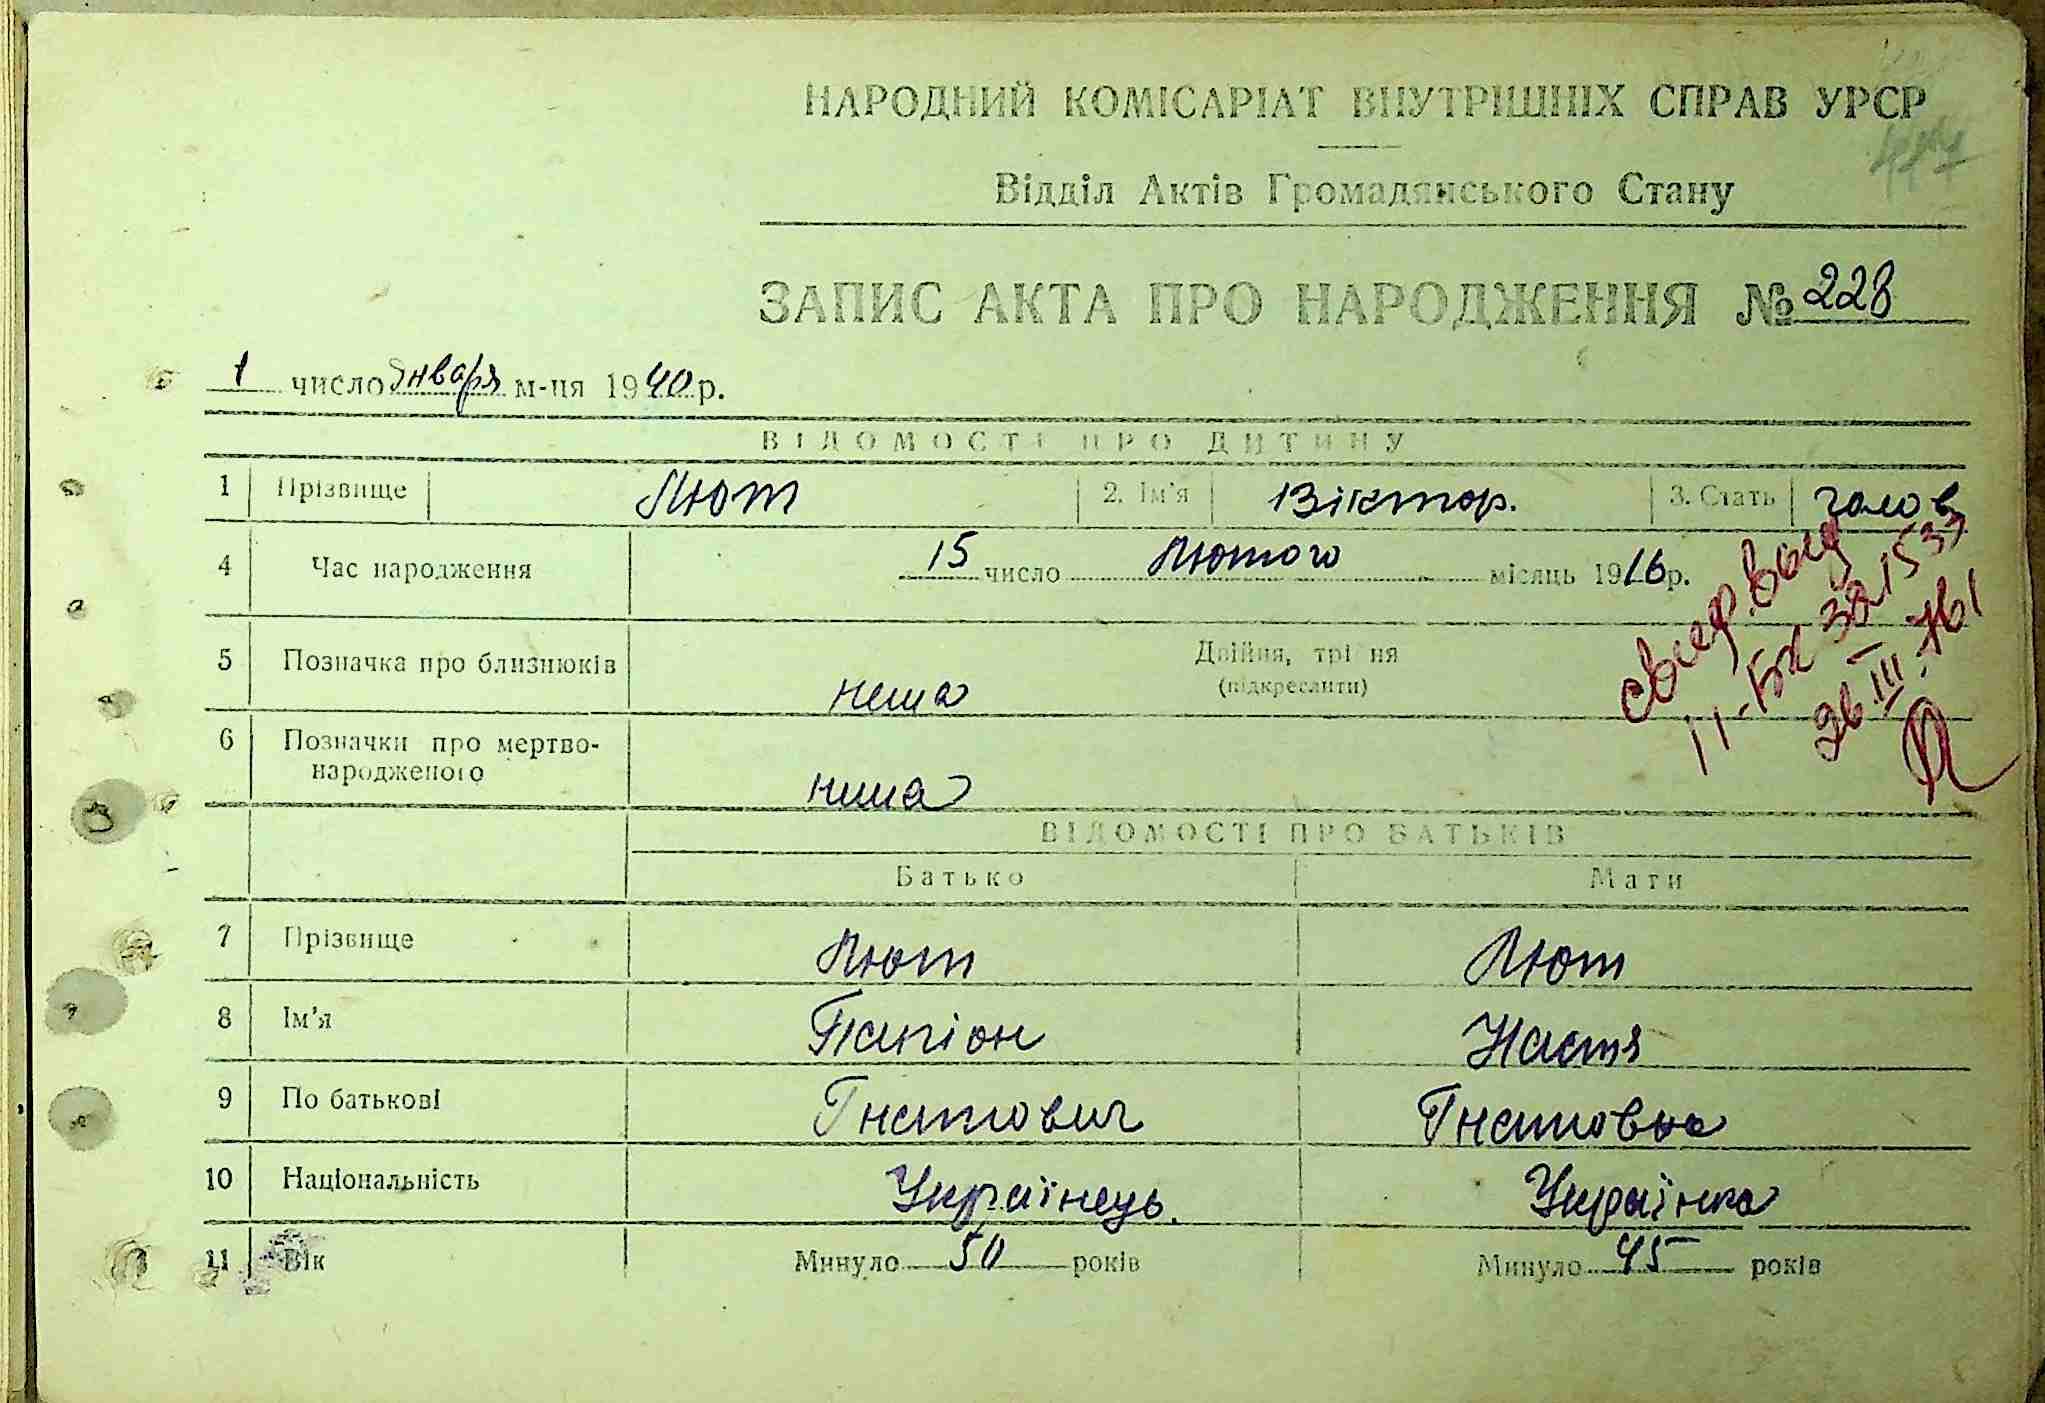 НАРОДНИЙ КОМІСАРІАТ ВНУТРІШНІХ СПРАВ УРСР
Відділ Актів Громадянського Стану
ЗАПИС АКТА ПРО НАРОДЖЕННЯ № 228
1 число Января м-ця 1940 р.
ВІДОМОСТІ ПРО ДИТИНУ
1 Прізвище Лют 2. Ім'я Віктор. 3. Стать чолов
4 Час народження 15 число Лютого місяць 1916 р.
5 Позначка про близнюків нема Двійня, трійня
(підкреслити)
6 Позначки про мертво-
народженого нема
ВІДОМОСТІ ПРО БАТЬКІВ
Батько Мати
7 Прізвище Лют Лют
8 Ім'я Настя
9 По батькові Гнатович Гнатовна
10 Національність Українець. Українка
11 Вік Минуло 50 років Минуло 45 років